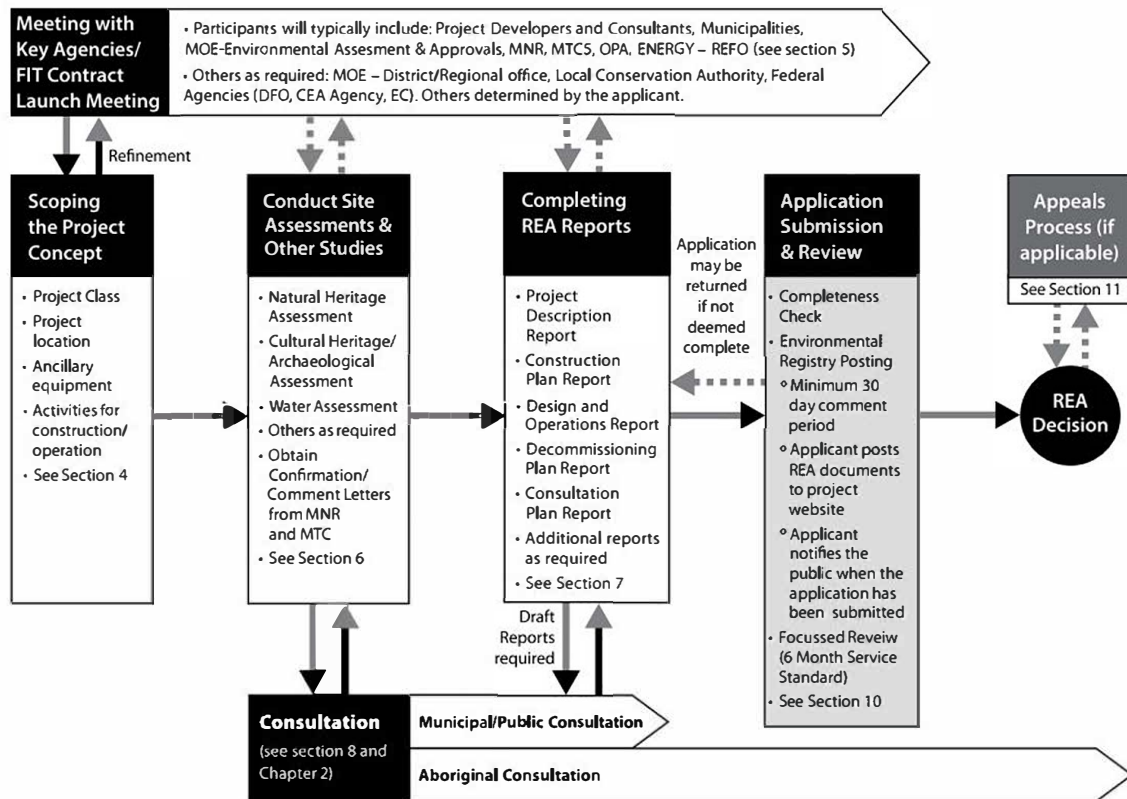 Meeting with
Key Agencies/
FIT Contract
Launch Meeting
• Participants will typically include: Project Developers and Consultants, Municipalities,
MOE-Environmental Assesment & Approvals, MNR, MTCS, OPA, ENERGY – REFO (see section 5)
• Others as required: MOE – District/Regional office, Local Conservation Authority, Federal
Agencies (DFO, CEA Agency, EC). Others determined by the applicant.
Refinement
Scoping
the Project
Concept
• Project Class
• Project
location
• Ancillary
equipment
• Activities for
construction/
operation
• See Section 4
Conduct Site
Assessments &
Other Studies
• Natural Heritage
Assessment
• Cultural Heritage/
Archaeological
Assessment
• Water Assessment
• Others as required
• Obtain
Confirmation/
Comment Letters
from MNR
and MTC
• See Section 6
Completing
REA Reports
• Project
Description
Report
• Construction
Plan Report
• Design and
Operations Report
• Decommissioning
Plan Report
• Consultation
Plan Report
• Additional reports
as required
• See Section 7
Application
may be
returned
if not
deemed
complete
Application
Submission
& Review
• Completeness
Check
• Environmental
Registry Posting
° Minimum 30
day comment
period
° Applicant posts
REA documents
to project
website
° Applicant
notifies the
public when the
application has
been submitted
• Focussed Reveiw
(6 Month Service
Standard)
• See Section 10
Appeals
Process (if
applicable)
See Section 11
REA
Decision
Draft
Reports
required
Consultation
(see section 8 and
Chapter 2)
Municipal/Public Consultation
Aboriginal Consultation